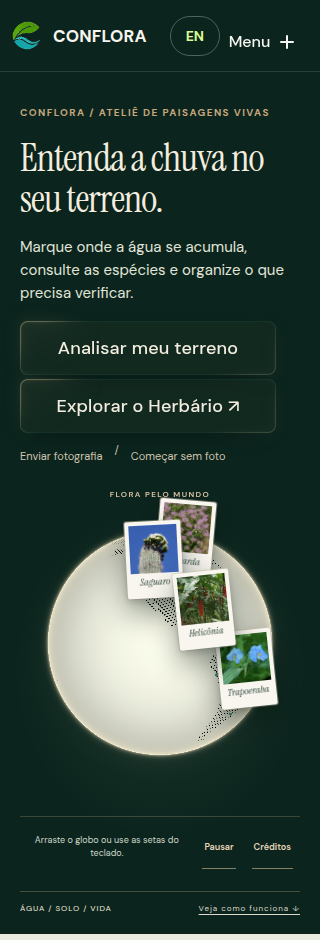 CONFLORA
EN
Menu +
CONFLORA / ATELIÊ DE PAISAGENS VIVAS
Entenda a chuva no
seu terreno.
Marque onde a água se acumula,
consulte as espécies e organize o que
precisa verificar.
Analisar meu terreno
Explorar o Herbário ↗
Enviar fotografia / Começar sem foto
FLORA PELO MUNDO
Saguaro
Helicônia
Trapoeraba
Arraste o globo ou use as setas do
teclado.
Pausar
Créditos
ÁGUA / SOLO / VIDA
Veja como funciona ↓